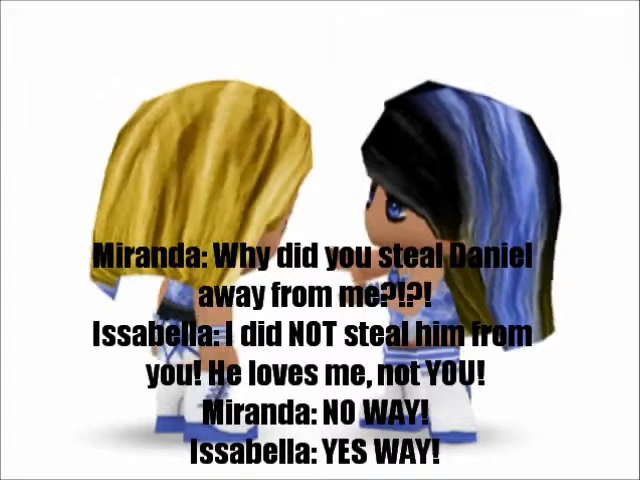 Miranda: Why did you steal Daniel
away from me?!?!
Issabella: I did NOT steal him from
you! He loves me, not YOU!
Miranda: NO WAY!
Issabella: YES WAY!